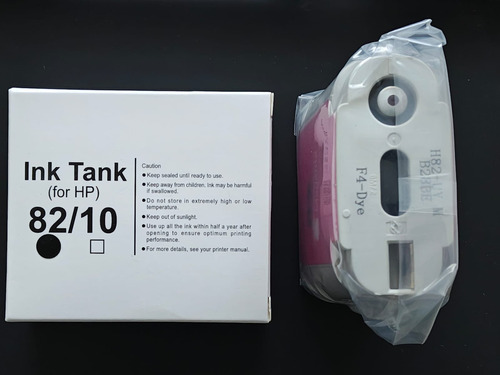 Ink Tank
(for HP)
82/10
Caution
● Keep sealed until ready to use.
● Keep away from children. Ink may be harmful
if swallowed.
● Do not store in extremely high or low
temperature.
● Keep out of sunlight.
● Use up all the ink within half a year after
opening to ensure optimum printing
performance.
● For more details, see your printer manual.
F4-Dye